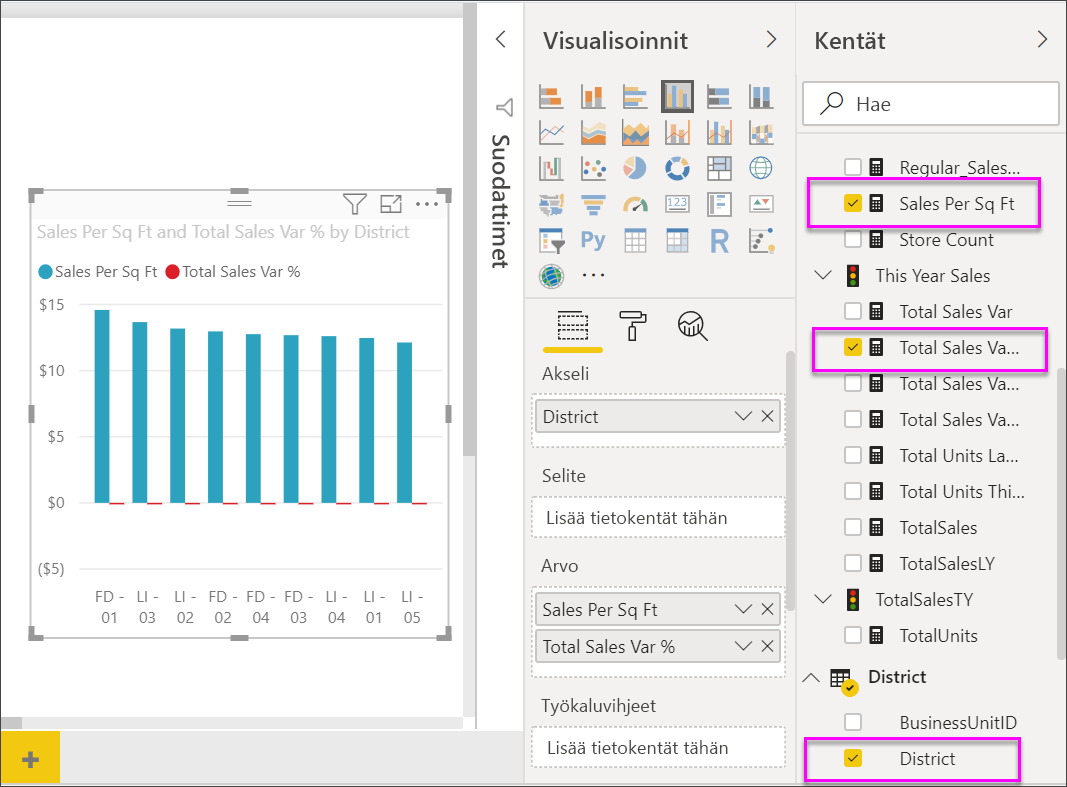 Sales Per Sq Ft and Total Sales Var % by District
Sales Per Sq Ft
Total Sales Var %
$15
$10
$5
$0
($5)
FD - 01
LI - 03
LI - 02
FD - 02
FD - 04
FD - 03
LI - 04
LI - 01
LI - 05
Suodattimet
Visualisoinnit
123
Py
R
Akseli
District
Selite
Lisää tietokentät tähän
Arvo
Sales Per Sq Ft
Total Sales Var %
Työkaluvihjeet
Lisää tietokentät tähän
Kentät
Hae
Regular_Sales...
Sales Per Sq Ft
Store Count
This Year Sales
Total Sales Var
Total Sales Va...
Total Sales Va...
Total Sales Va...
Total Units La...
Total Units Thi...
TotalSales
TotalSalesLY
TotalSalesTY
TotalUnits
District
BusinessUnitID
District